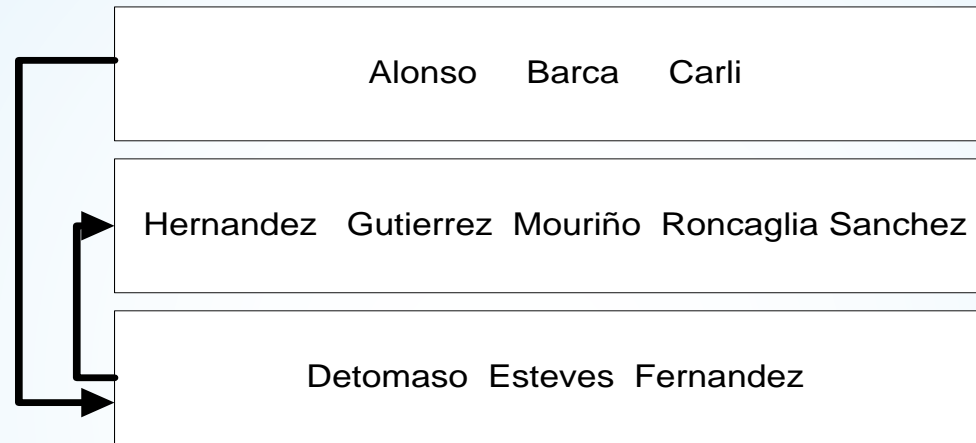 Alonso Barca Carli
Hernandez Gutierrez Mouriño Roncaglia Sanchez
Detomaso Esteves Fernandez